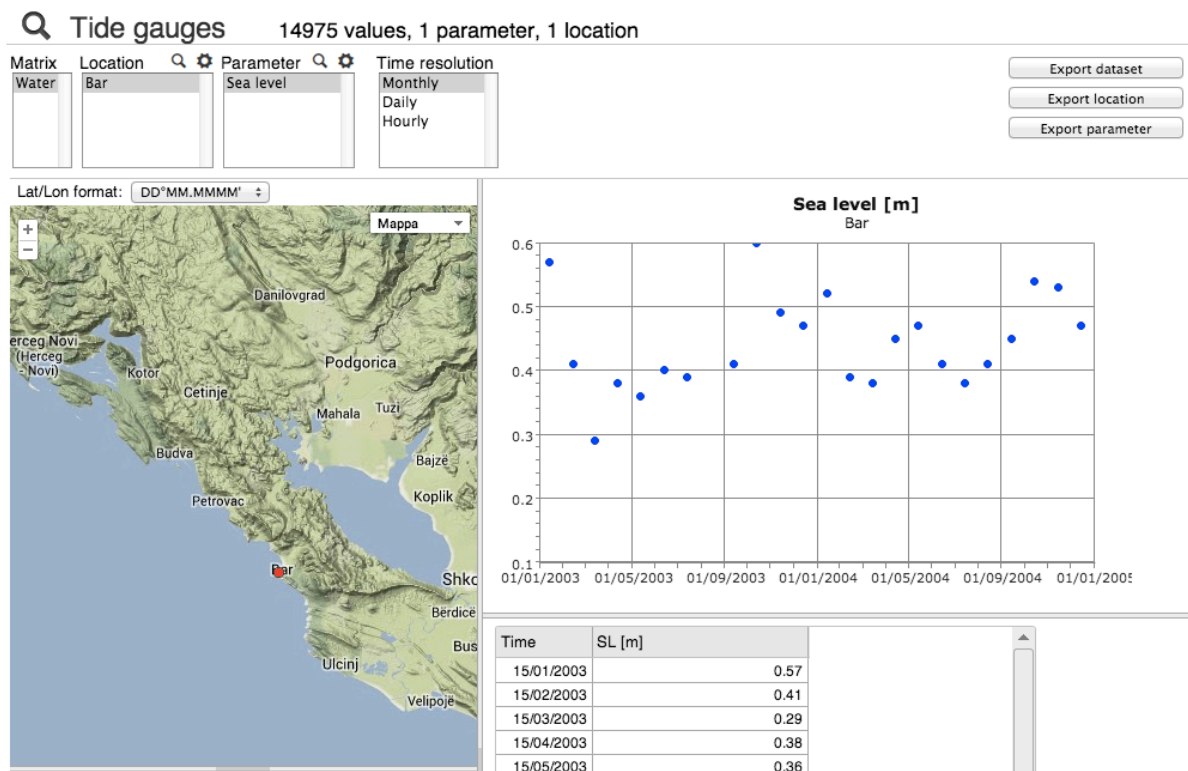 Tide gauges 14975 values, 1 parameter, 1 location
Matrix Location Parameter Time resolution
Water Bar Sea level Monthly
Daily
Hourly
Export dataset
Export location
Export parameter
Lat/Lon format: DD°MM.MMMM'
+
−
Mappa
Danilovgrad
erceg Novi
(Herceg
- Novi)
Kotor
Podgorica
Cetinje
Mahala
Tuzi
Budva
Bajzë
Petrovac
Koplik
Bar
Shko
Bërdicë
Bus
Ulcinj
Velipojë
Sea level [m]
Bar
0.6
0.5
0.4
0.3
0.2
0.1
01/01/2003 01/05/2003 01/09/2003 01/01/2004 01/05/2004 01/09/2004 01/01/2005
Time SL [m]
15/01/2003 0.57
15/02/2003 0.41
15/03/2003 0.29
15/04/2003 0.38
15/05/2003 0.36